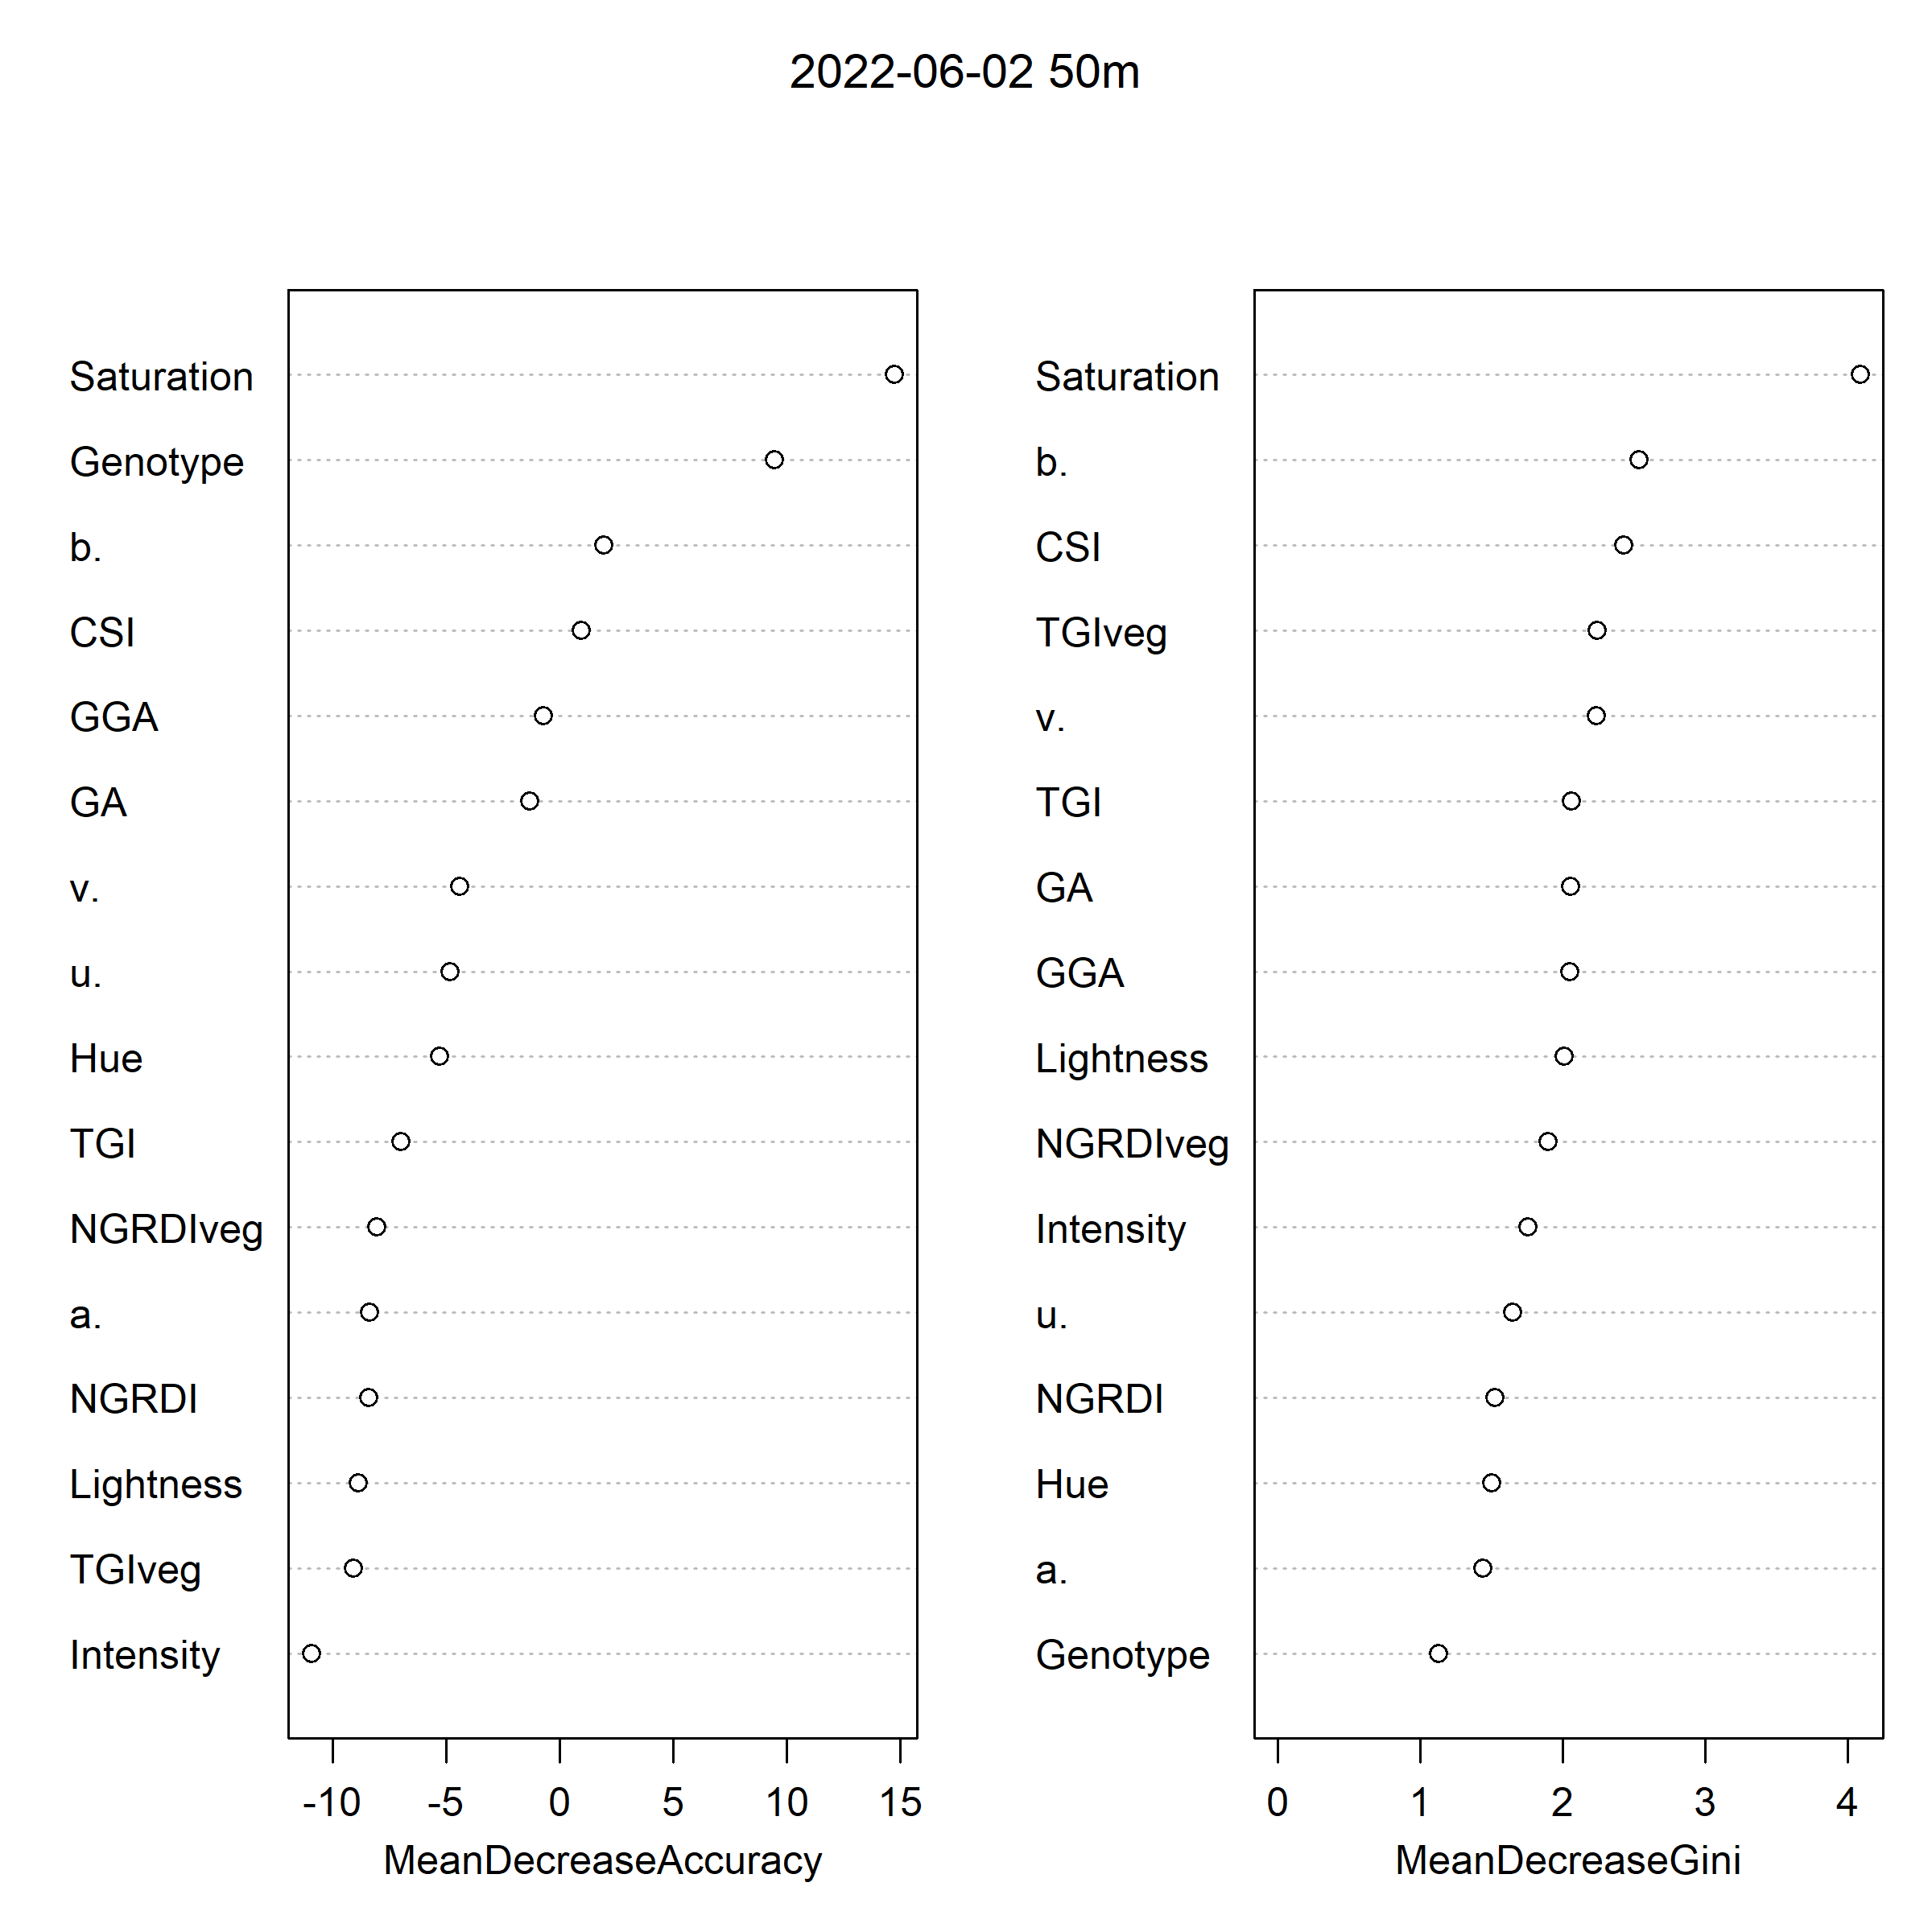 2022-06-02 50m
Saturation
Genotype
b.
CSI
GGA
GA
v.
u.
Hue
TGI
NGRDIveg
a.
NGRDI
Lightness
TGIveg
Intensity
-10 -5 0 5 10 15
MeanDecreaseAccuracy
Saturation
b.
CSI
TGIveg
v.
TGI
GA
GGA
Lightness
NGRDIveg
Intensity
u.
NGRDI
Hue
a.
Genotype
0 1 2 3 4
MeanDecreaseGini